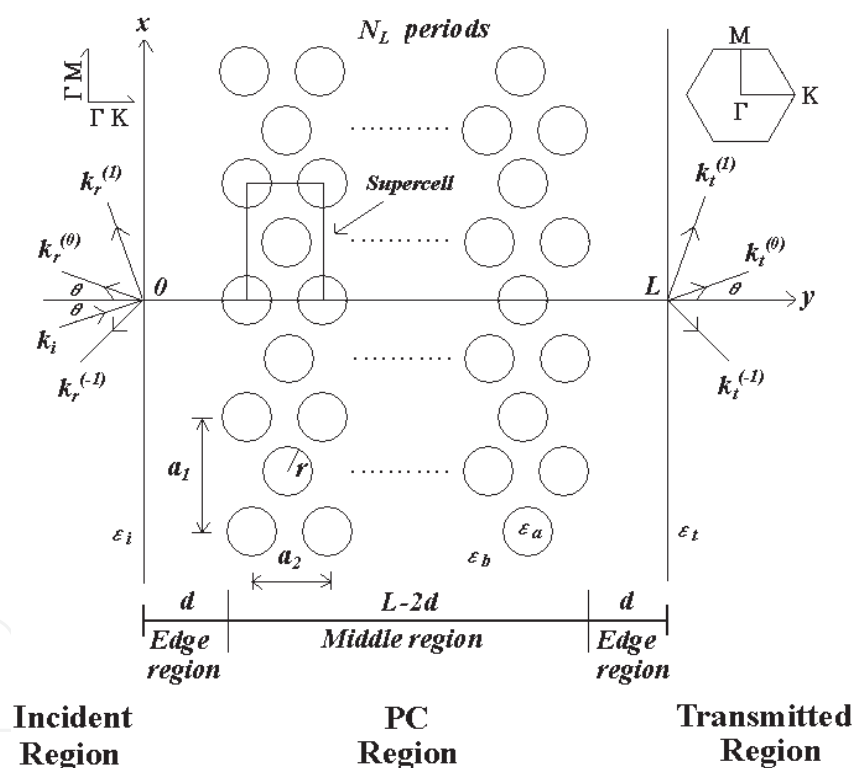 x
N_L periods
M
Γ M
Γ K
K
Γ
k_r^(1)
Supercell
k_t^(1)
k_r^(0)
k_t^(0)
θ
θ
θ
0
L
y
k_i
k_r^(-1)
k_t^(-1)
a_1
r
ε_i
ε_a
ε_b
ε_t
a_2
d
L-2d
d
Edge region
Middle region
Edge region
Incident Region
PC Region
Transmitted Region